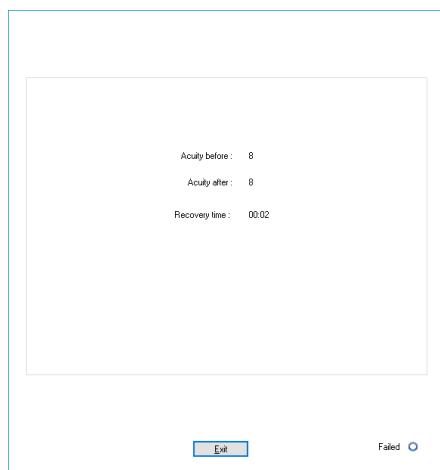 Acuity before : 8
Acuity after : 8
Recovery time : 00:02
Exit
Failed